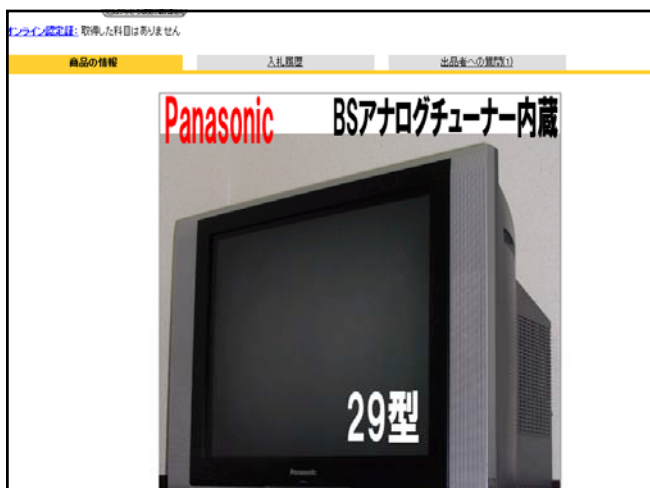 オンライン認定証: 取得した科目はありません
商品の情報
入札履歴
出品者への質問(1)
Panasonic
BSアナログチューナー内蔵
29型
Panasonic